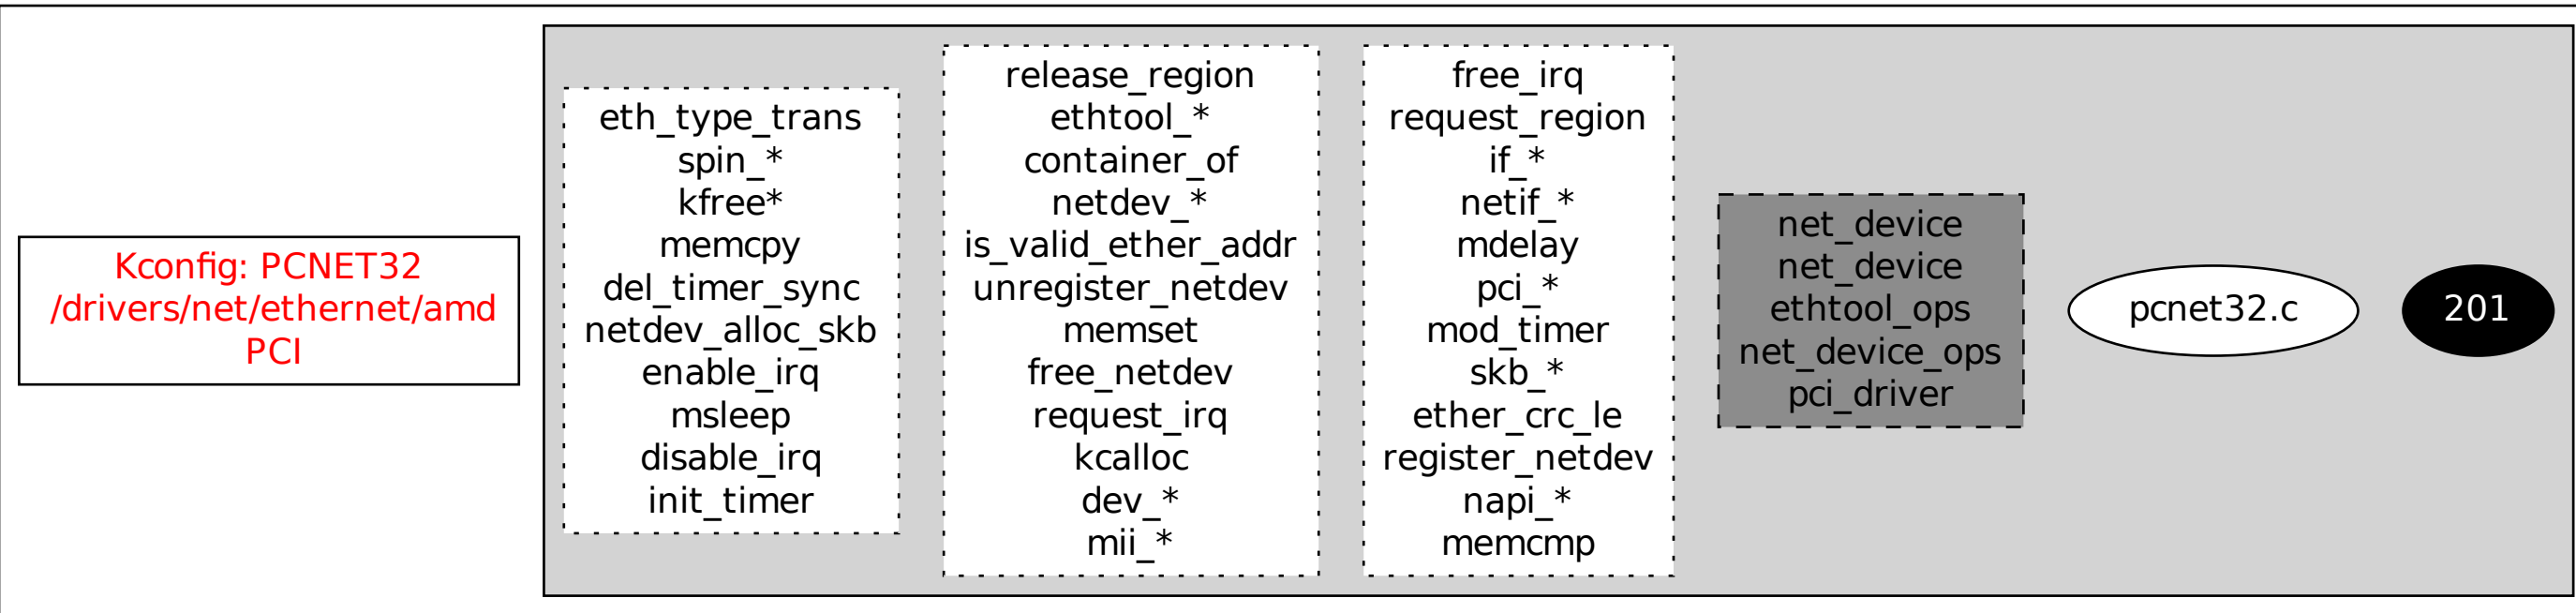 Kconfig: PCNET32
/drivers/net/ethernet/amd
PCI
eth_type_trans
spin_*
kfree*
memcpy
del_timer_sync
netdev_alloc_skb
enable_irq
msleep
disable_irq
init_timer
release_region
ethtool_*
container_of
netdev_*
is_valid_ether_addr
unregister_netdev
memset
free_netdev
request_irq
kcalloc
dev_*
mii_*
free_irq
request_region
if_*
netif_*
mdelay
pci_*
mod_timer
skb_*
ether_crc_le
register_netdev
napi_*
memcmp
net_device
net_device
ethtool_ops
net_device_ops
pci_driver
pcnet32.c
201